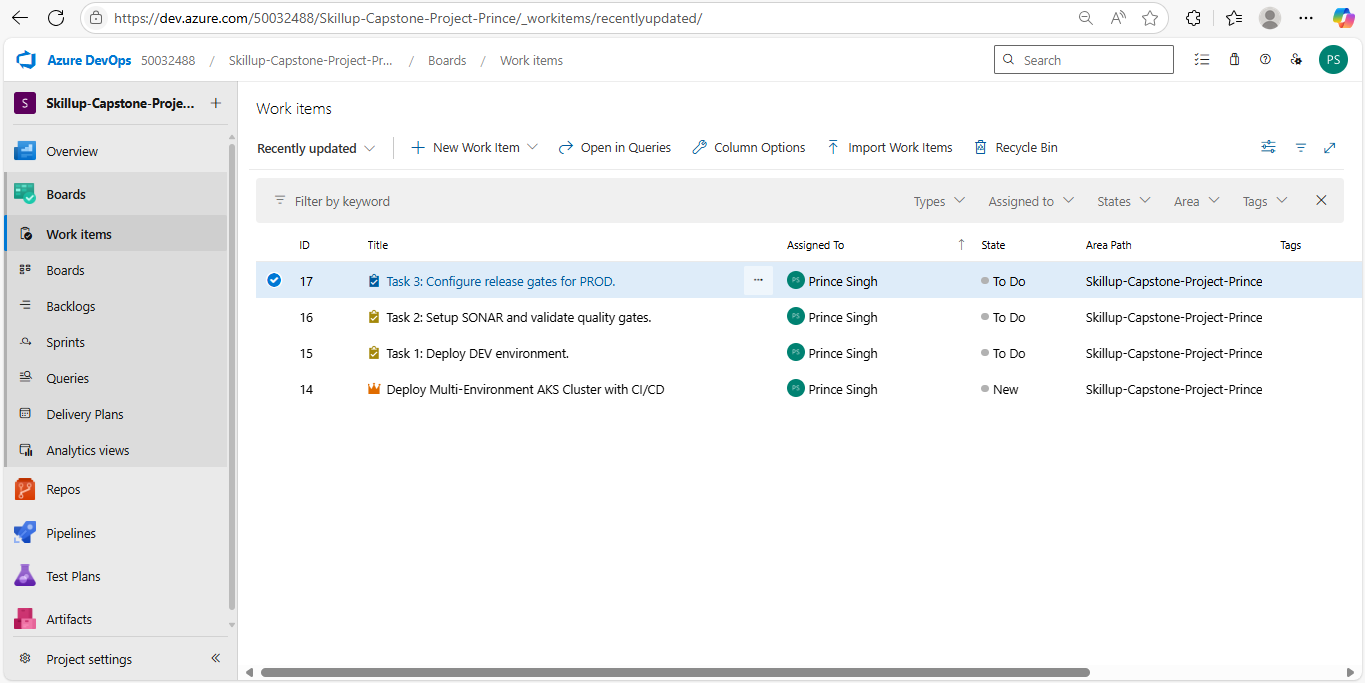 https://dev.azure.com/50032488/Skillup-Capstone-Project-Prince/_workitems/recentlyupdated/
Azure DevOps 50032488 / Skillup-Capstone-Project-Pr... / Boards / Work items Search PS
S Skillup-Capstone-Proje... +
Overview
Boards
Work items
Boards
Backlogs
Sprints
Queries
Delivery Plans
Analytics views
Repos
Pipelines
Test Plans
Artifacts
Project settings
Work items
Recently updated New Work Item Open in Queries Column Options Import Work Items Recycle Bin
Filter by keyword Types Assigned to States Area Tags
ID Title Assigned To State Area Path Tags
17 Task 3: Configure release gates for PROD. ... PS Prince Singh To Do Skillup-Capstone-Project-Prince
16 Task 2: Setup SONAR and validate quality gates. PS Prince Singh To Do Skillup-Capstone-Project-Prince
15 Task 1: Deploy DEV environment. PS Prince Singh To Do Skillup-Capstone-Project-Prince
14 Deploy Multi-Environment AKS Cluster with CI/CD PS Prince Singh New Skillup-Capstone-Project-Prince